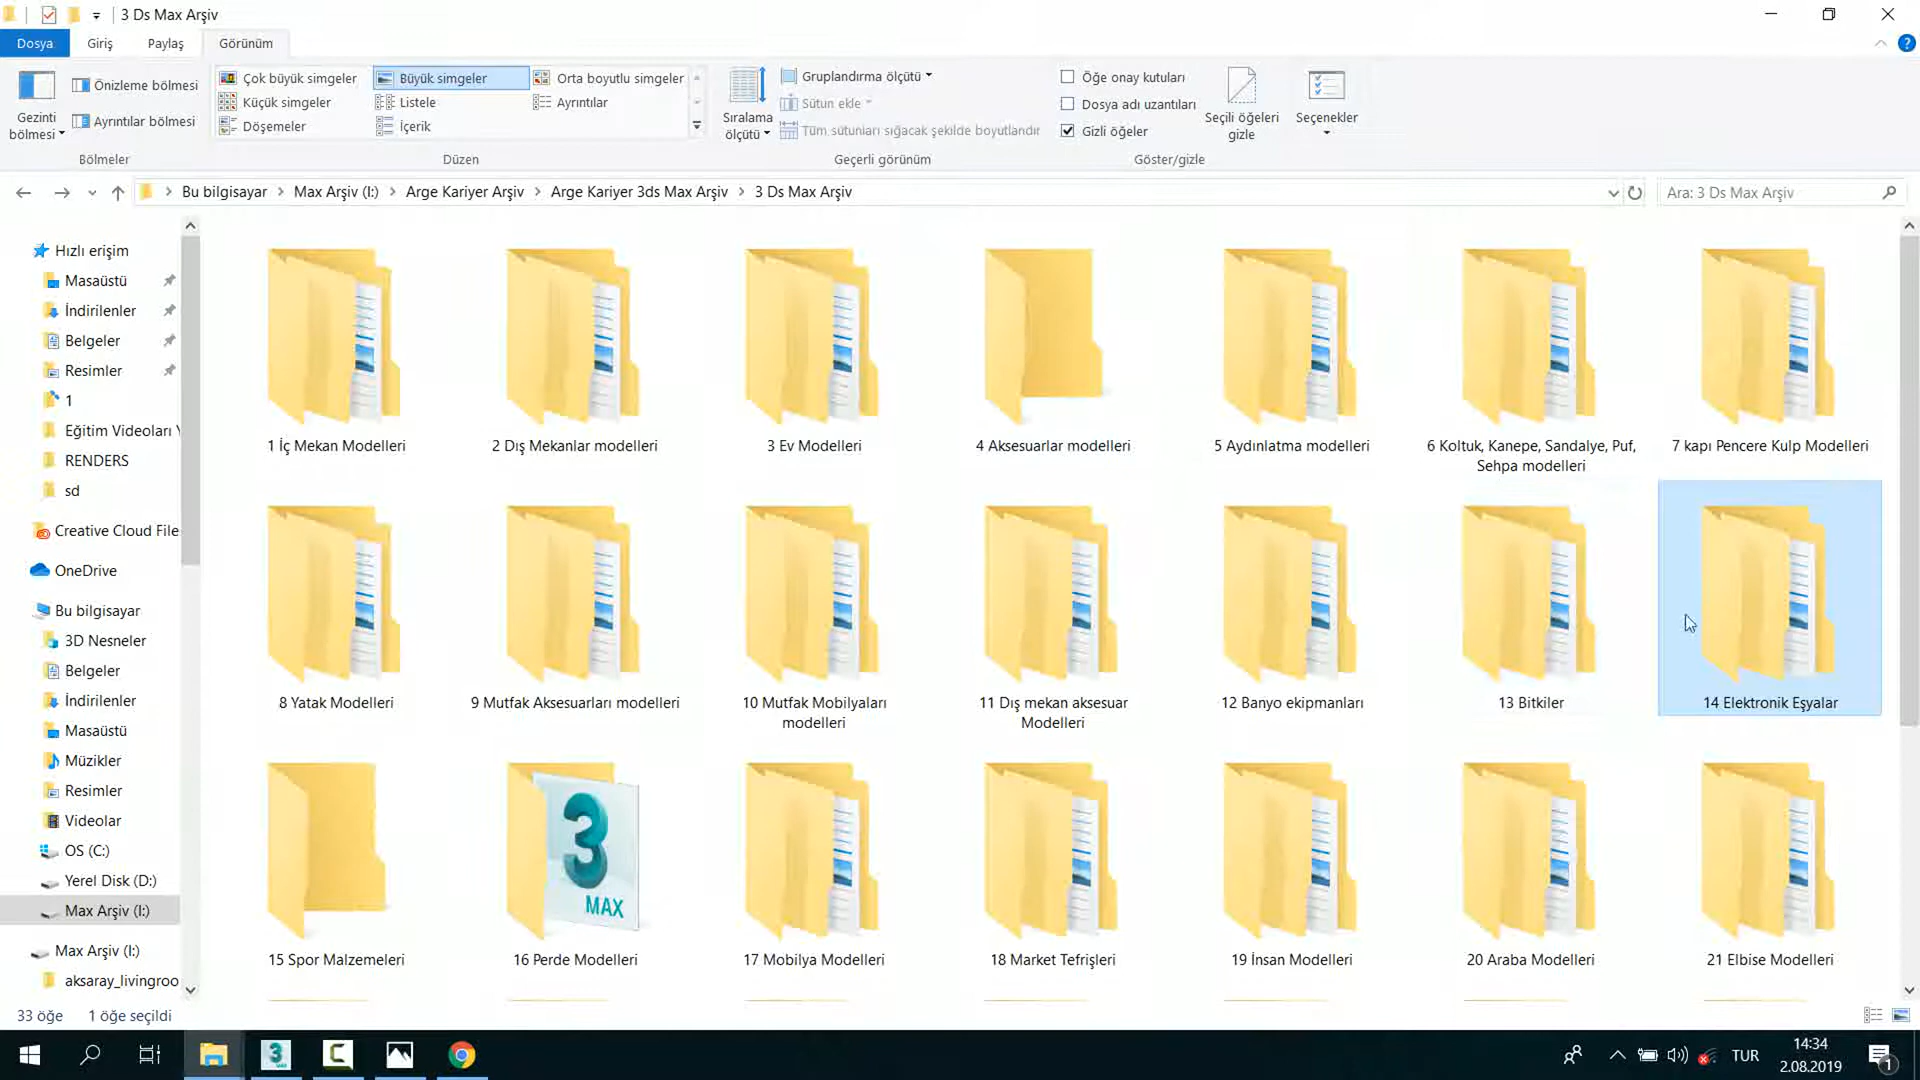 3 Ds Max Arşiv
Dosya
Giriş
Paylaş
Görünüm
Gezinti bölmesi
Önizleme bölmesi
Ayrıntılar bölmesi
Bölmeler
Çok büyük simgeler
Büyük simgeler
Orta boyutlu simgeler
Küçük simgeler
Listele
Ayrıntılar
Döşemeler
İçerik
Düzen
Sıralama ölçütü
Gruplandırma ölçütü
Sütun ekle
Tüm sütunları sığacak şekilde boyutlandır
Geçerli görünüm
Öğe onay kutuları
Dosya adı uzantıları
Gizli öğeler
Seçili öğeleri gizle
Seçenekler
Göster/gizle
Bu bilgisayar
Max Arşiv (I:)
Arge Kariyer Arşiv
Arge Kariyer 3ds Max Arşiv
3 Ds Max Arşiv
Ara: 3 Ds Max Arşiv
Hızlı erişim
Masaüstü
İndirilenler
Belgeler
Resimler
1
Eğitim Videoları
RENDERS
sd
Creative Cloud File
OneDrive
Bu bilgisayar
3D Nesneler
Belgeler
İndirilenler
Masaüstü
Müzikler
Resimler
Videolar
OS (C:)
Yerel Disk (D:)
Max Arşiv (I:)
Max Arşiv (I:)
aksaray_livingroo
1 İç Mekan Modelleri
2 Dış Mekanlar modelleri
3 Ev Modelleri
4 Aksesuarlar modelleri
5 Aydınlatma modelleri
6 Koltuk, Kanepe, Sandalye, Puf,
Sehpa modelleri
7 kapı Pencere Kulp Modelleri
8 Yatak Modelleri
9 Mutfak Aksesuarları modelleri
10 Mutfak Mobilyaları
modelleri
11 Dış mekan aksesuar
Modelleri
12 Banyo ekipmanları
13 Bitkiler
14 Elektronik Eşyalar
3
MAX
15 Spor Malzemeleri
16 Perde Modelleri
17 Mobilya Modelleri
18 Market Tefrişleri
19 İnsan Modelleri
20 Araba Modelleri
21 Elbise Modelleri
33 öğe
1 öğe seçildi
3
TUR
14:34
2.08.2019
1